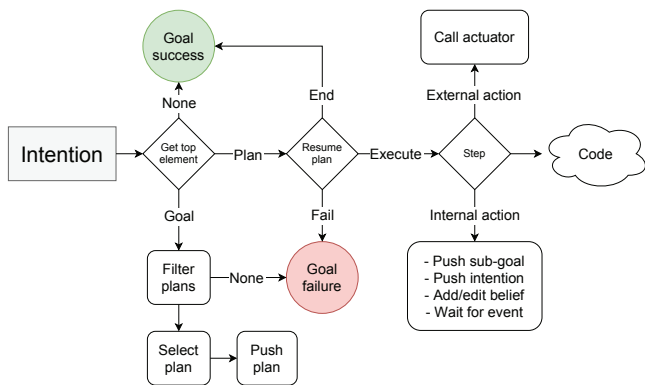 Goal
success
Call actuator
None
End
External action
Intention
Get top
element
Plan
Resume
plan
Execute
Step
Code
Goal
Fail
Internal action
Filter
plans
None
Goal
failure
- Push sub-goal
- Push intention
- Add/edit belief
- Wait for event
Select
plan
Push
plan